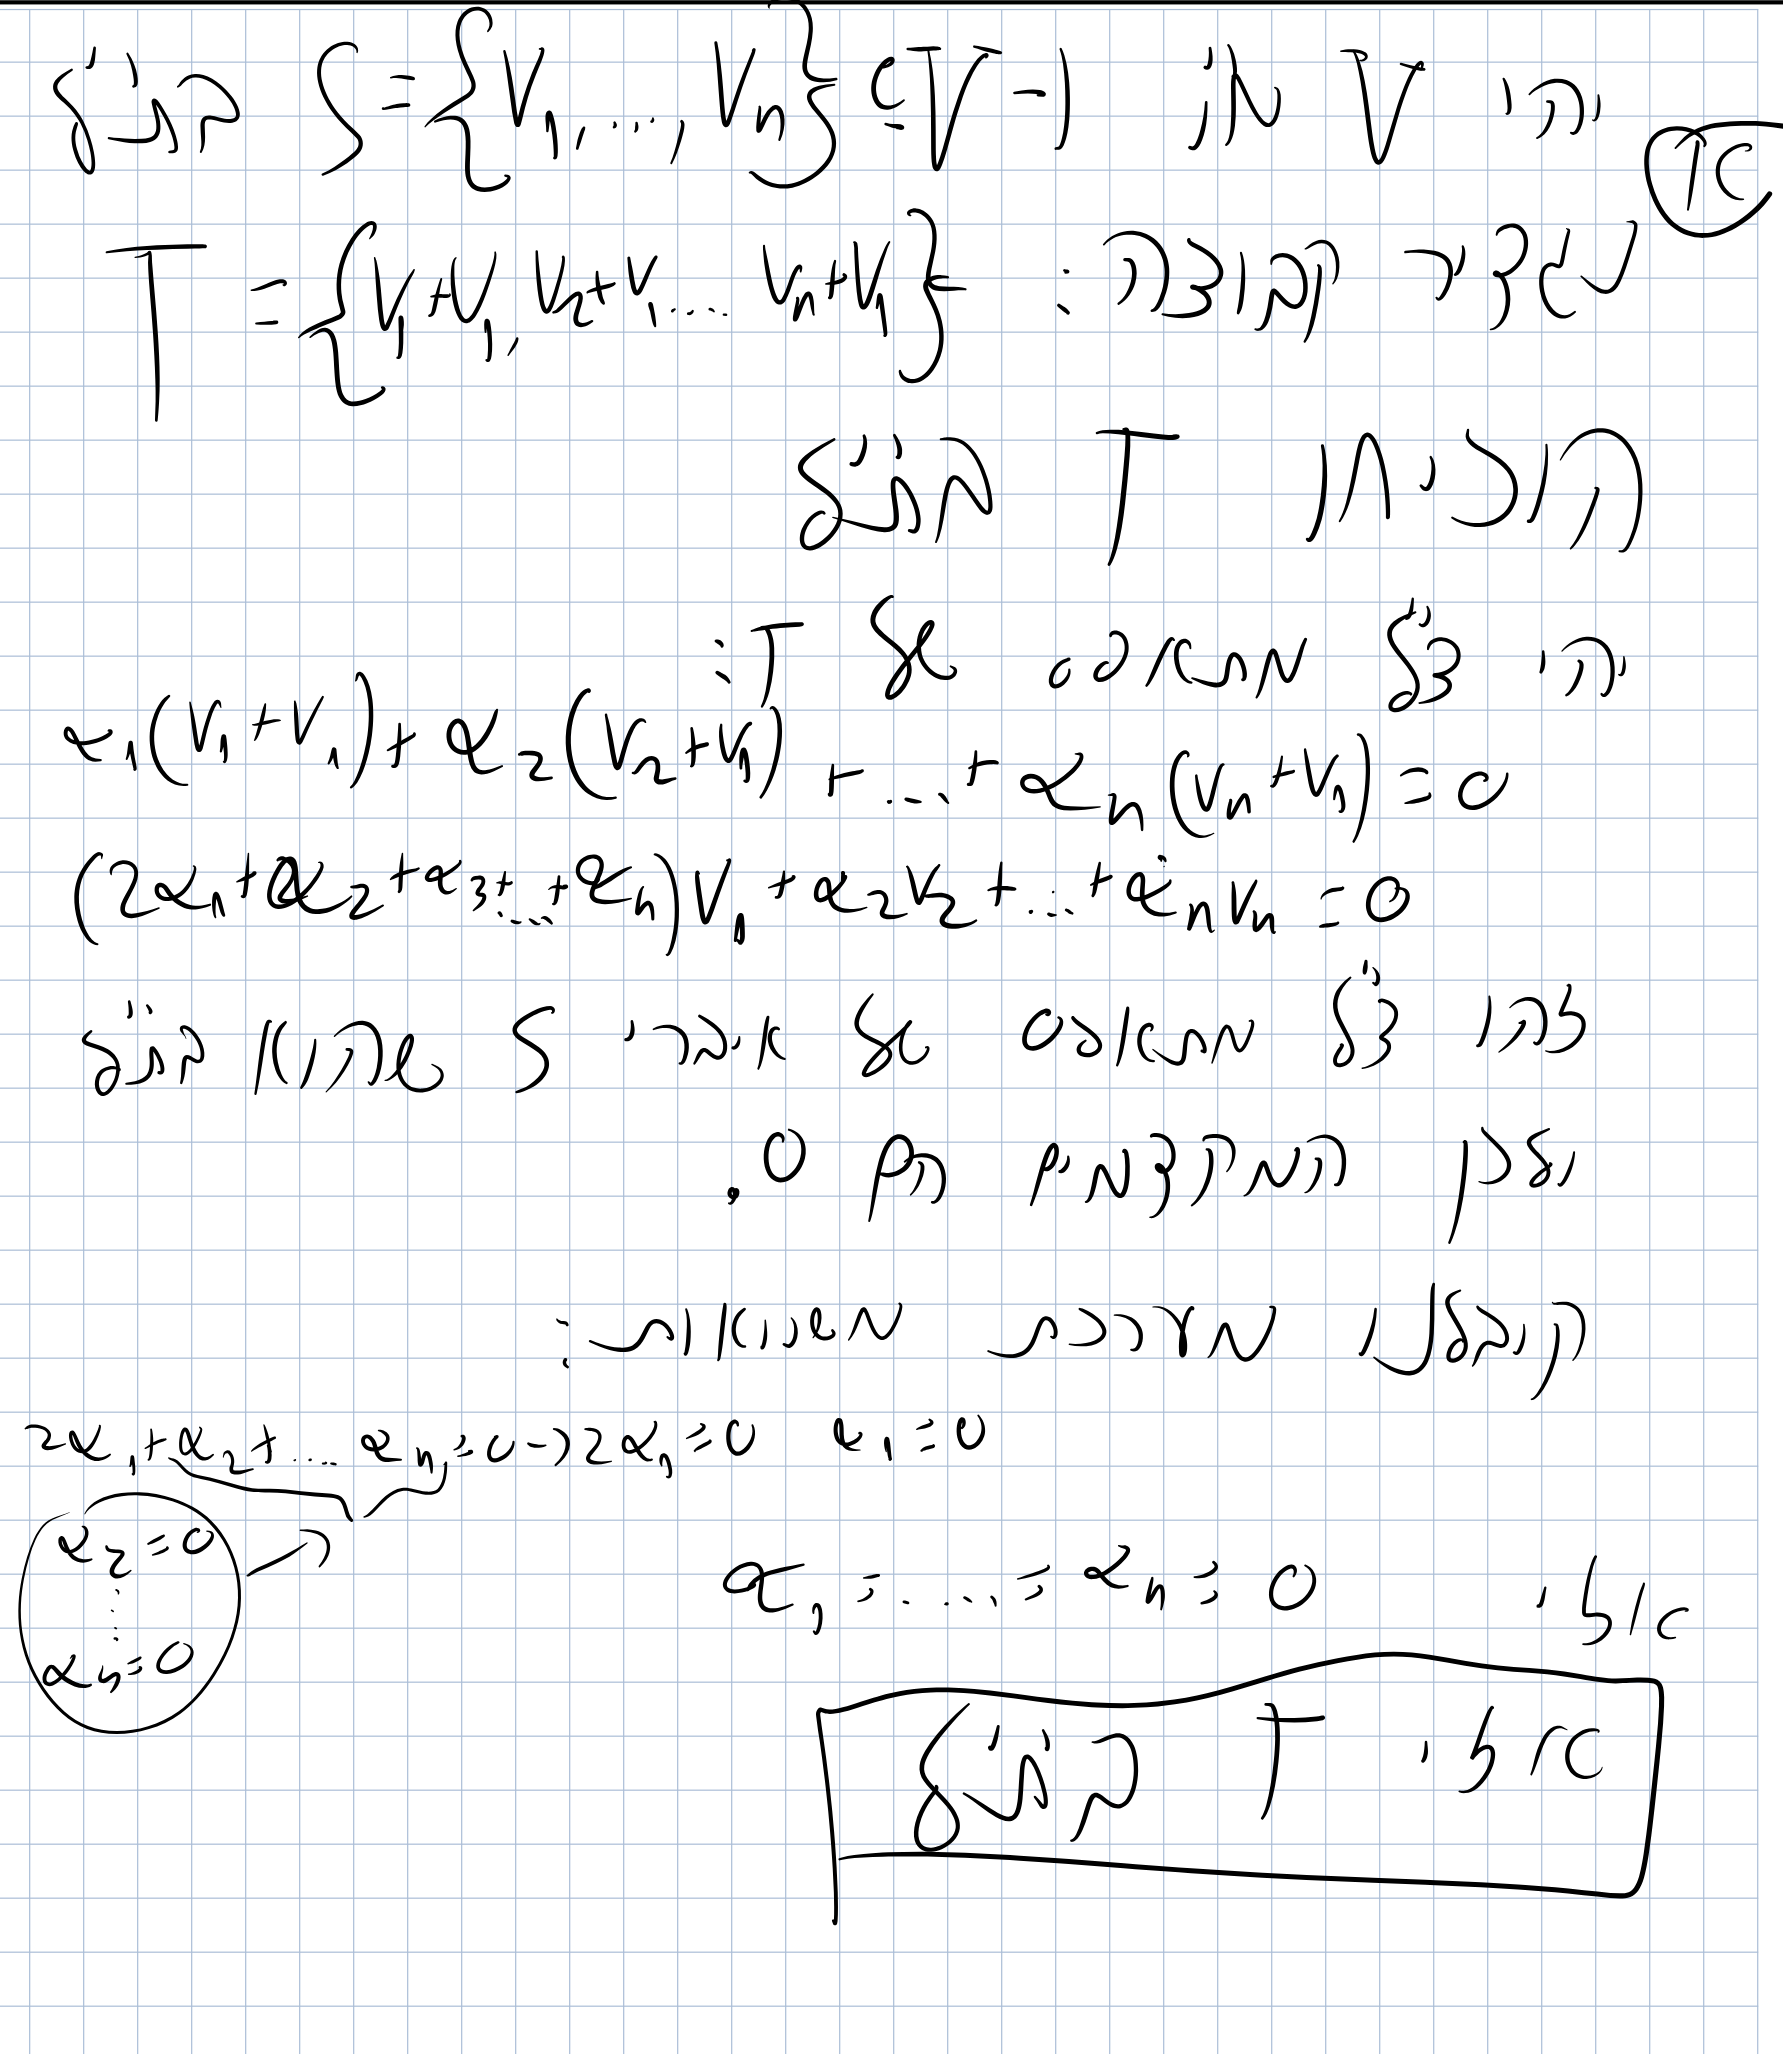 א) יהי V מ"ו ו- S={V₁,...,Vₙ}⊆V בת"ל
נגדיר קבוצה: T={V₁+V₁, V₂+V₁.... Vₙ+V₁}
הוכיחו T בת"ל
יהי צ"ל מתאפס של T:
α₁(V₁+V₁)+α₂(V₂+V₁)+...+αₙ(Vₙ+V₁)=0
(2α₁+α₂+α₃+...+αₙ)V₁+α₂V₂+...+αₙVₙ=0
זהו צ"ל מתאפס של איברי S שהוא בת"ל
ולכן המקדמים הם 0.
קיבלנו מערכת משוואות:
2α₁+α₂+....αₙ=0→2α₁=0 α₁=0
α₂=0
⋮
αₙ=0
אזי α₁=....=αₙ=0
אזי T בת"ל